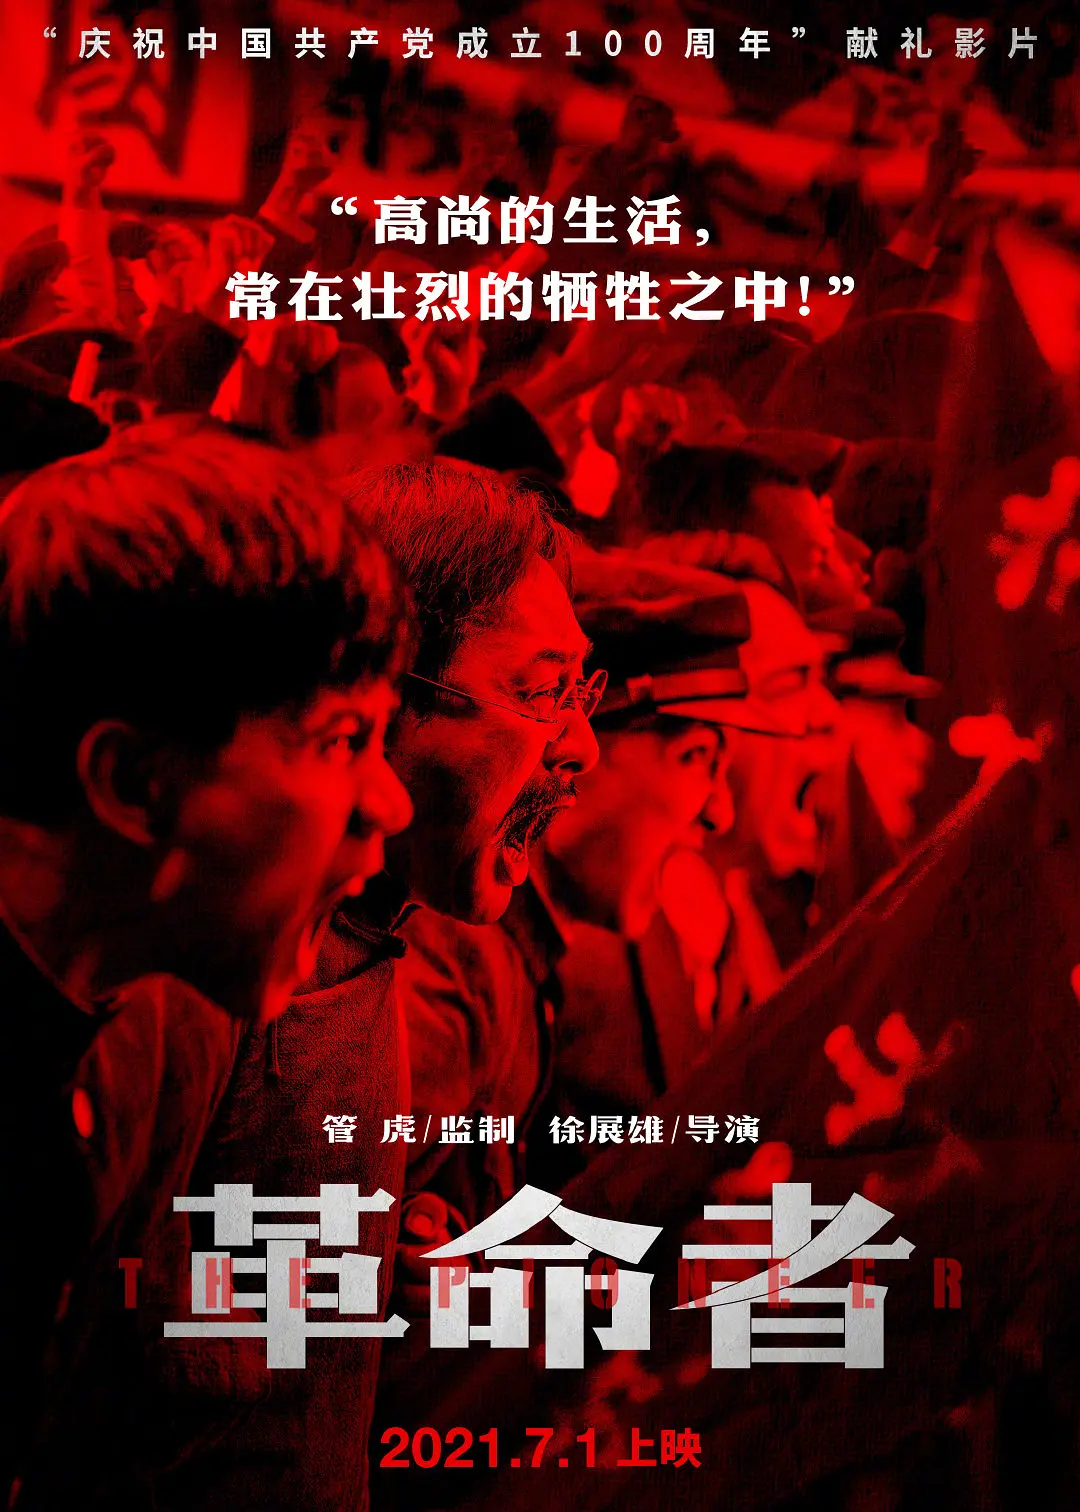 “庆祝中国共产党成立100周年”献礼影片
“高尚的生活，
常在壮烈的牺牲之中！”
管 虎/监制 徐展雄/导演
革命者
THE PIONEER
2021.7.1上映